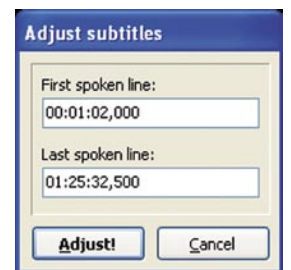 Adjust subtitles
First spoken line:
00:01:02,000
Last spoken line:
01:25:32,500
Adjust!
Cancel